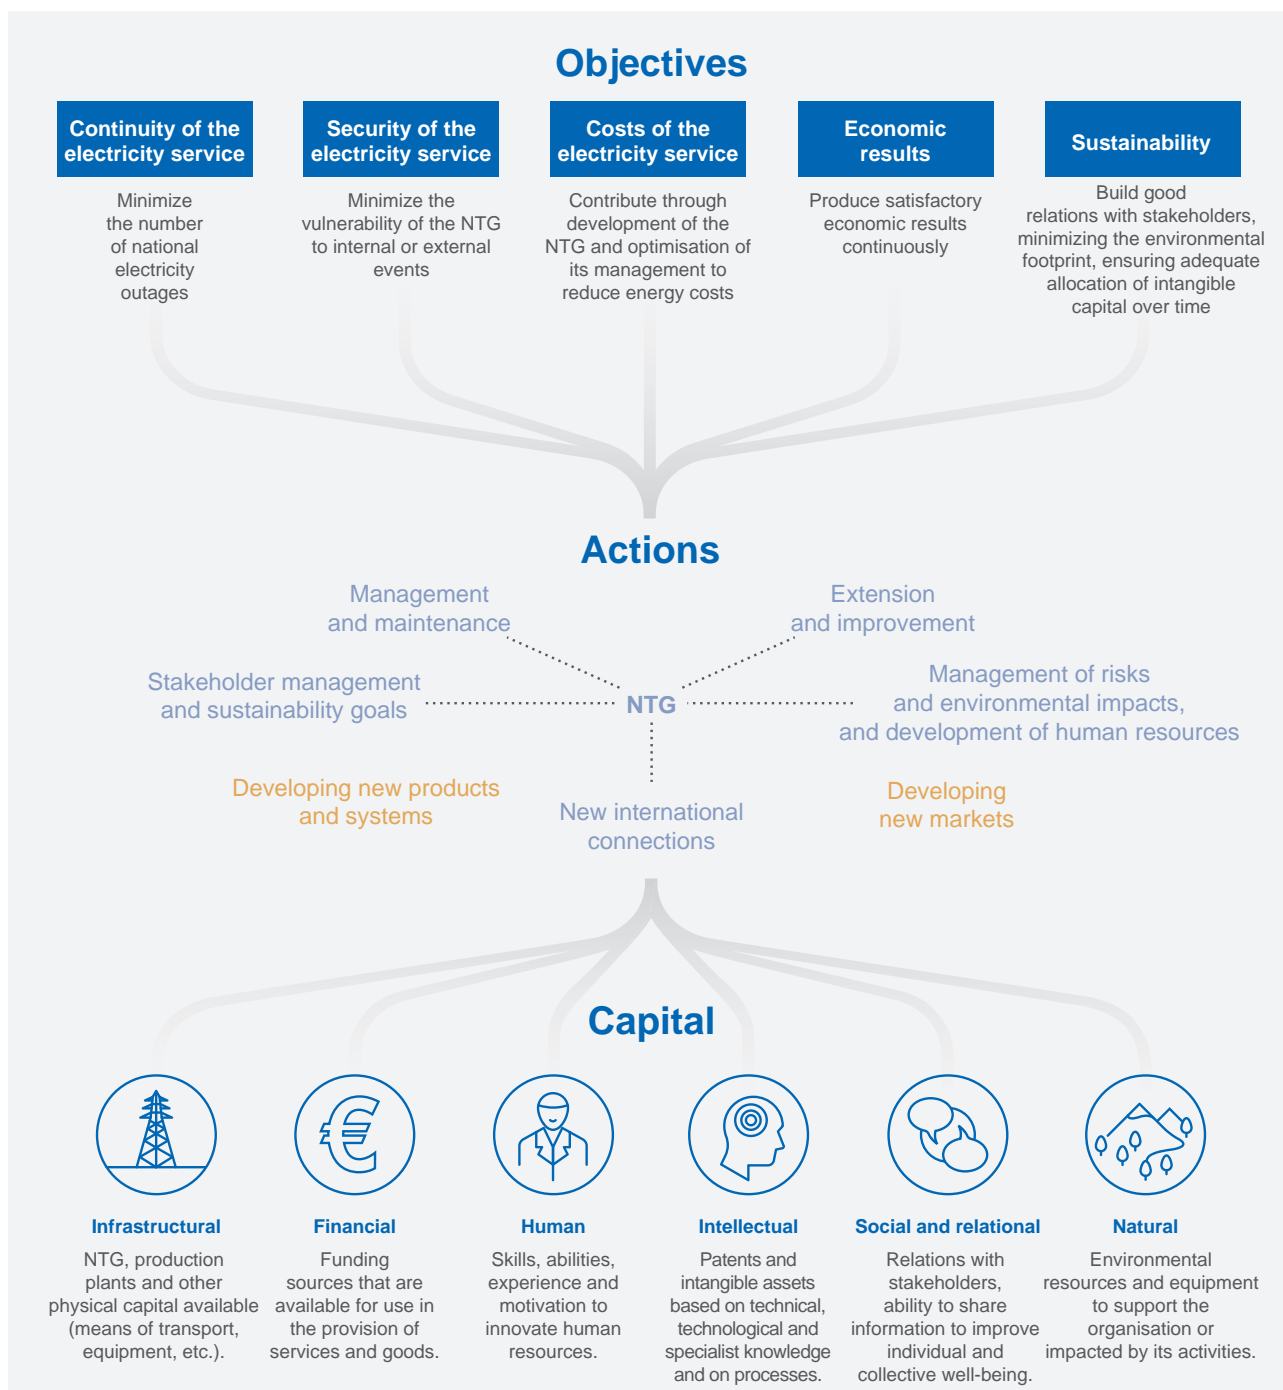 Objectives
Continuity of the
electricity service
Minimize
the number
of national
electricity
outages
Security of the
electricity service
Minimize the
vulnerability of the NTG
to internal or external
events
Costs of the
electricity service
Contribute through
development of the
NTG and optimisation of
its management to
reduce energy costs
Economic
results
Produce satisfactory
economic results
continuously
Sustainability
Build good
relations with stakeholders,
minimizing the environmental
footprint, ensuring adequate
allocation of intangible
capital over time
Actions
Management
and maintenance
Extension
and improvement
Stakeholder management
and sustainability goals
NTG
Management of risks
and environmental impacts,
and development of human resources
Developing new products
and systems
New international
connections
Developing
new markets
Capital
Infrastructural
NTG, production
plants and other
physical capital available
(means of transport,
equipment, etc.).
Financial
Funding
sources that are
available for use in
the provision of
services and goods.
Human
Skills, abilities,
experience and
motivation to
innovate human
resources.
Intellectual
Patents and
intangible assets
based on technical,
technological and
specialist knowledge
and on processes.
Social and relational
Relations with
stakeholders,
ability to share
information to improve
individual and
collective well-being.
Natural
Environmental
resources and equipment
to support the
organisation or
impacted by its activities.